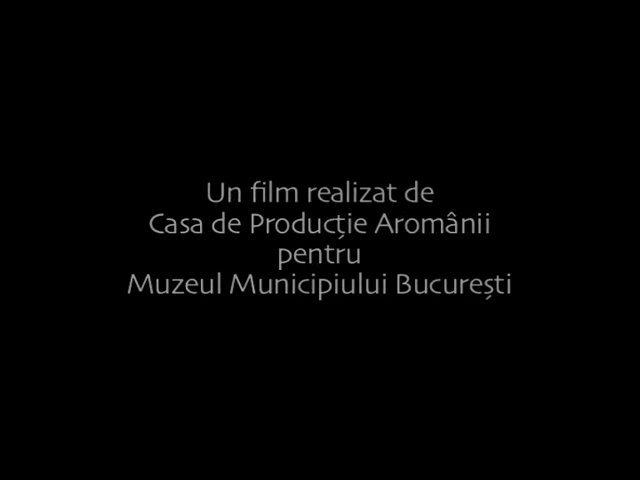 Un film realizat de
Casa de Producție Aromânii
pentru
Muzeul Municipiului București